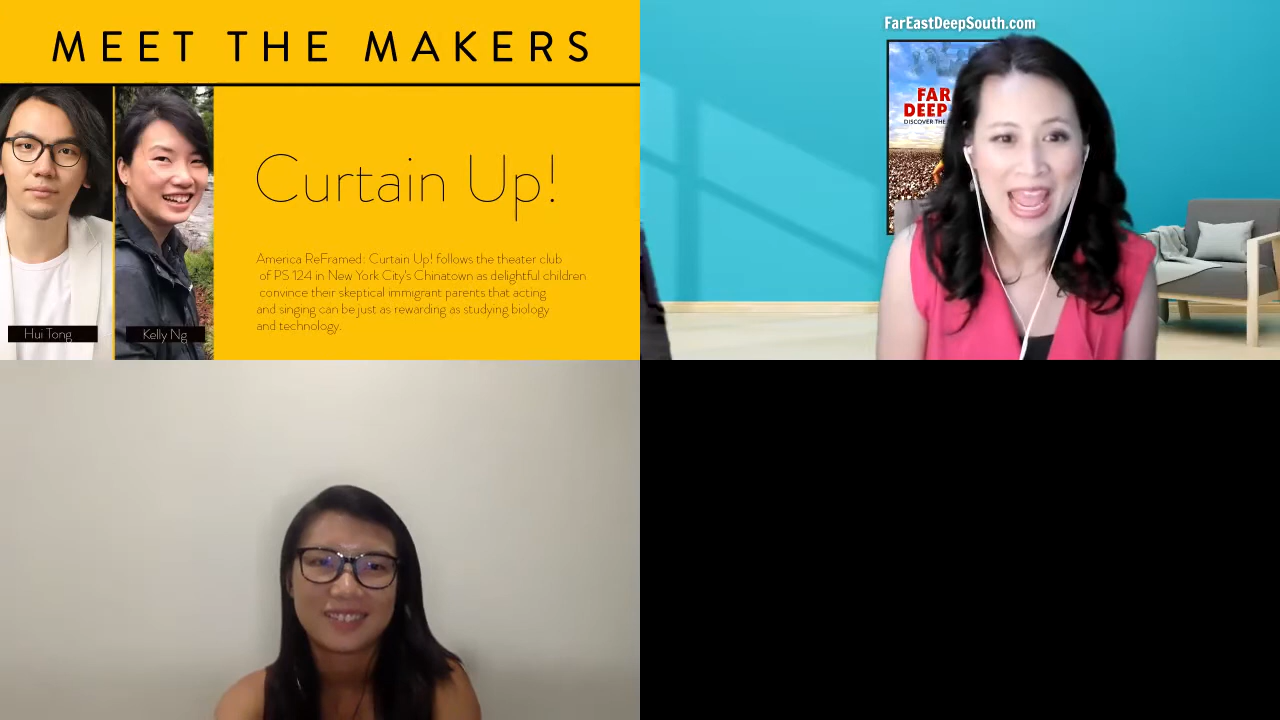 MEET THE MAKERS
Hui Tong
Kelly Ng
Curtain Up!
America ReFramed: Curtain Up! follows the theater club
of PS 124 in New York City's Chinatown as delightful children
convince their skeptical immigrant parents that acting
and singing can be just as rewarding as studying biology
and technology.
FarEastDeepSouth.com
FAR
DEEP
DISCOVER THE